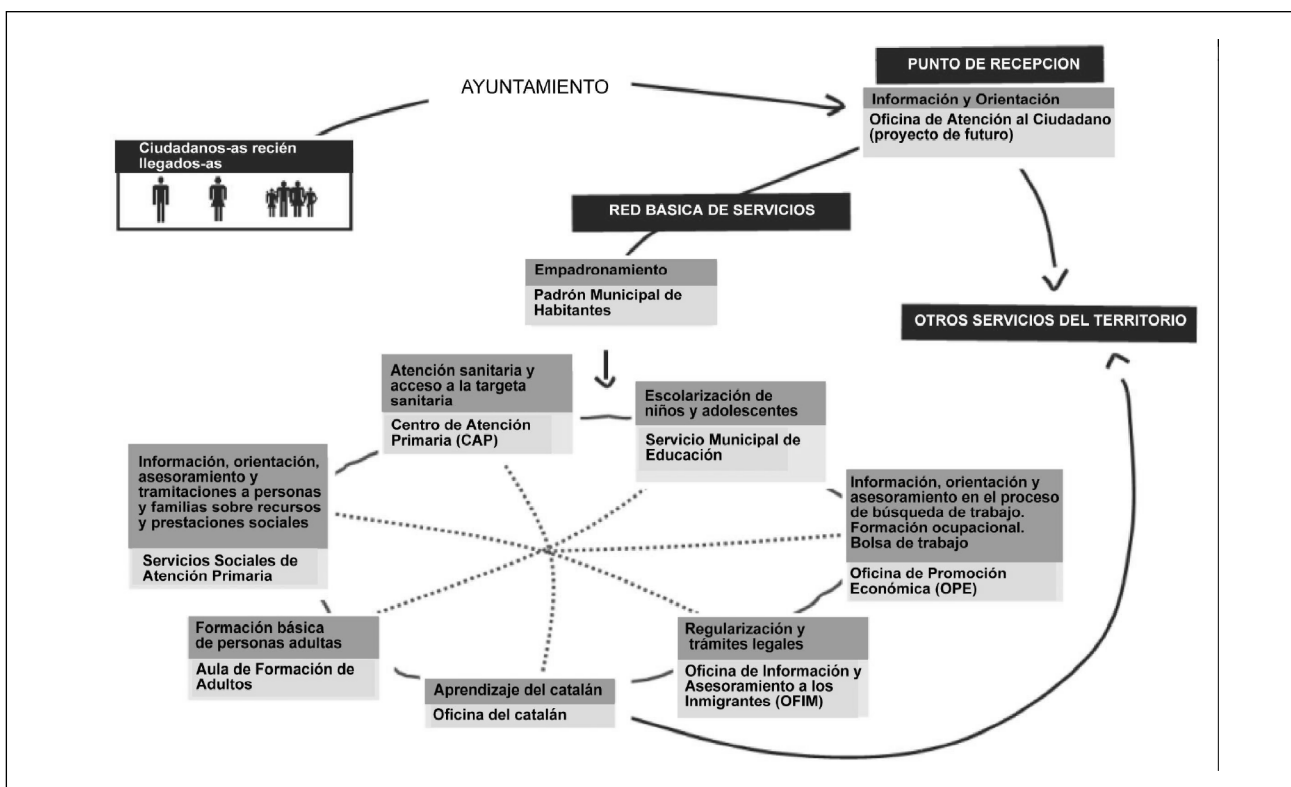 AYUNTAMIENTO
PUNTO DE RECEPCION
Información y Orientación
Oficina de Atención al Ciudadano
(proyecto de futuro)
Ciudadanos-as recién
llegados-as
RED BASICA DE SERVICIOS
Empadronamiento
Padrón Municipal de
Habitantes
OTROS SERVICIOS DEL TERRITORIO
Atención sanitaria y
acceso a la targeta
sanitaria
Centro de Atención
Primaria (CAP)
Escolarización de
niños y adolescentes
Servicio Municipal de
Educación
Información, orientación,
asesoramiento y
tramitaciones a personas
y familias sobre recursos
y prestaciones sociales
Servicios Sociales de
Atención Primaria
Información, orientación y
asesoramiento en el proceso
de búsqueda de trabajo.
Formación ocupacional.
Bolsa de trabajo
Oficina de Promoción
Económica (OPE)
Formación básica
de personas adultas
Aula de Formación de
Adultos
Aprendizaje del catalán
Oficina del catalán
Regularización y
trámites legales
Oficina de Información y
Asesoramiento a los
Inmigrantes (OFIM)